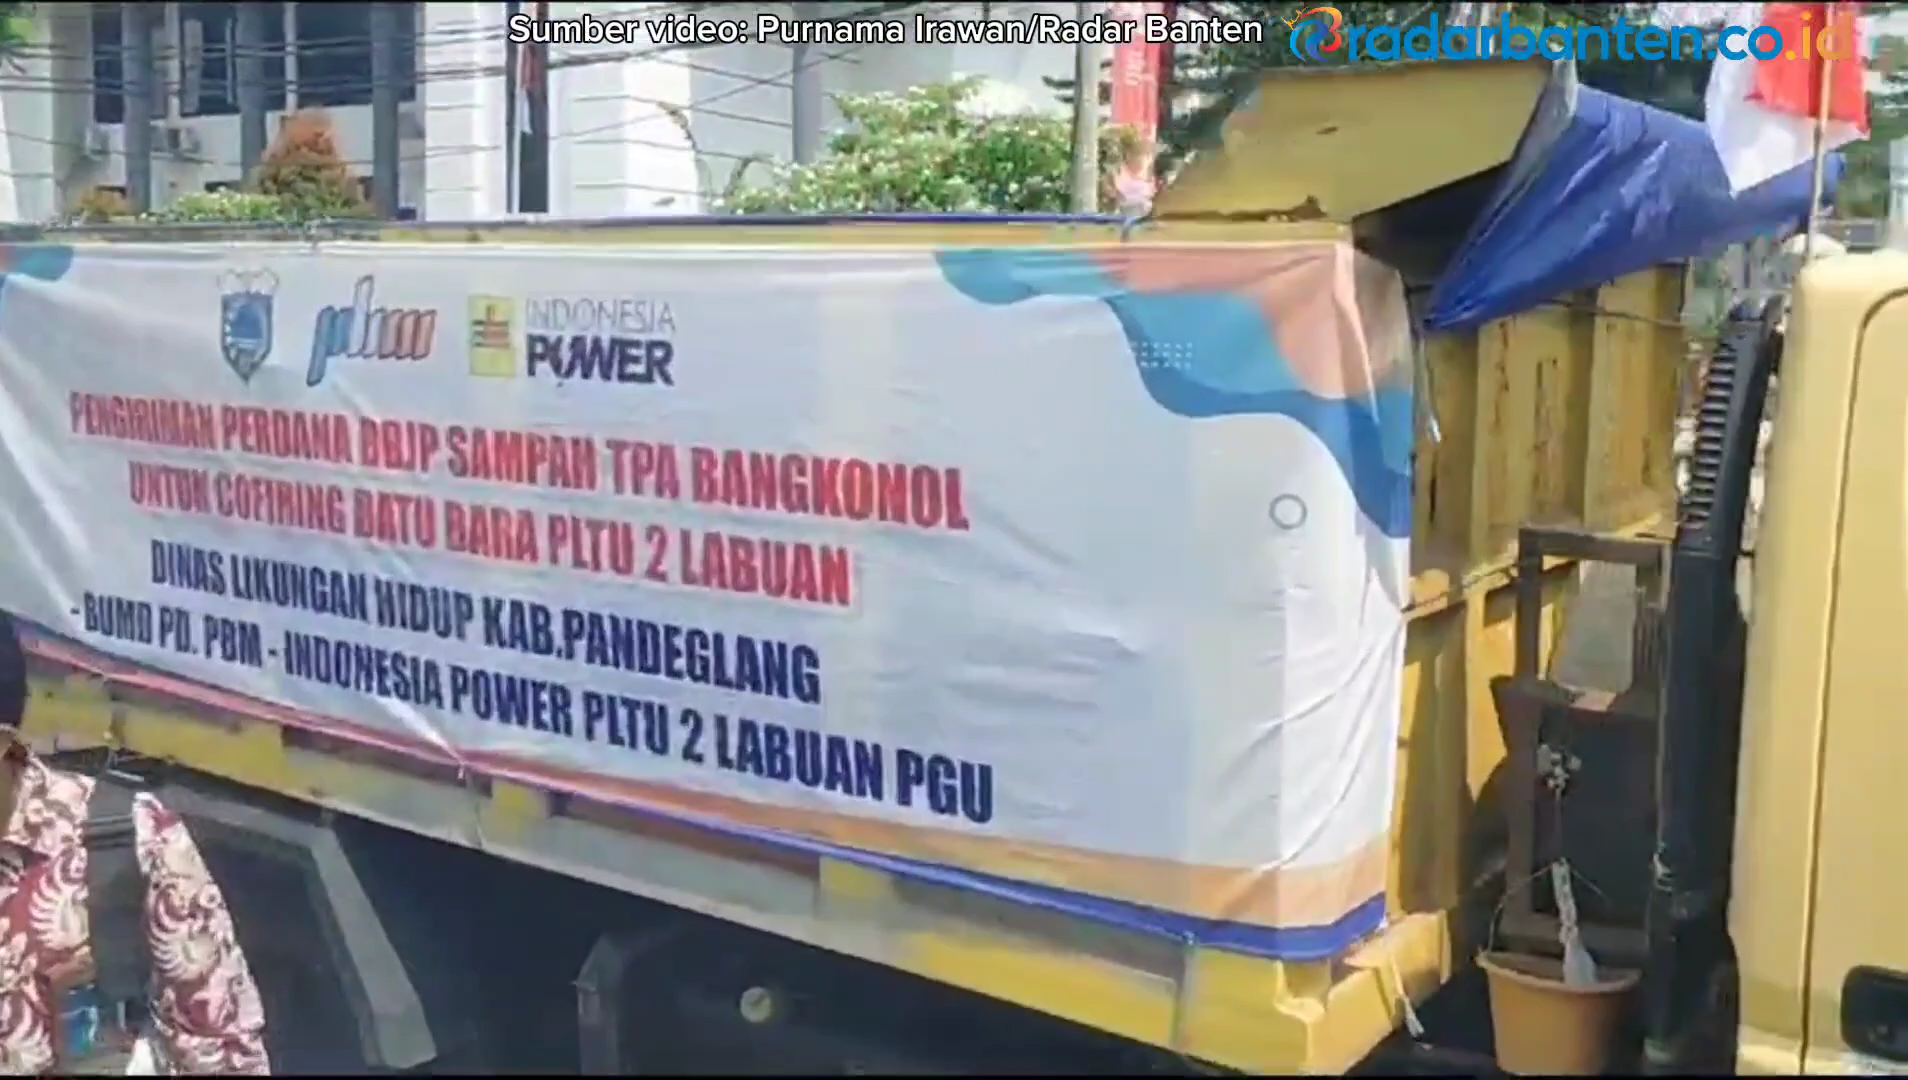 Sumber video: Purnama Irawan/Radar Banten
radarbanten.co.id
pbm
INDONESIA
POWER
PENGIRIMAN PERDANA BBJP SAMPAH TPA BANGKONOL
UNTUK COFIRING BATU BARA PLTU 2 LABUAN
DINAS LIKUNGAN HIDUP KAB.PANDEGLANG
- BUMD PD. PBM - INDONESIA POWER PLTU 2 LABUAN PGU